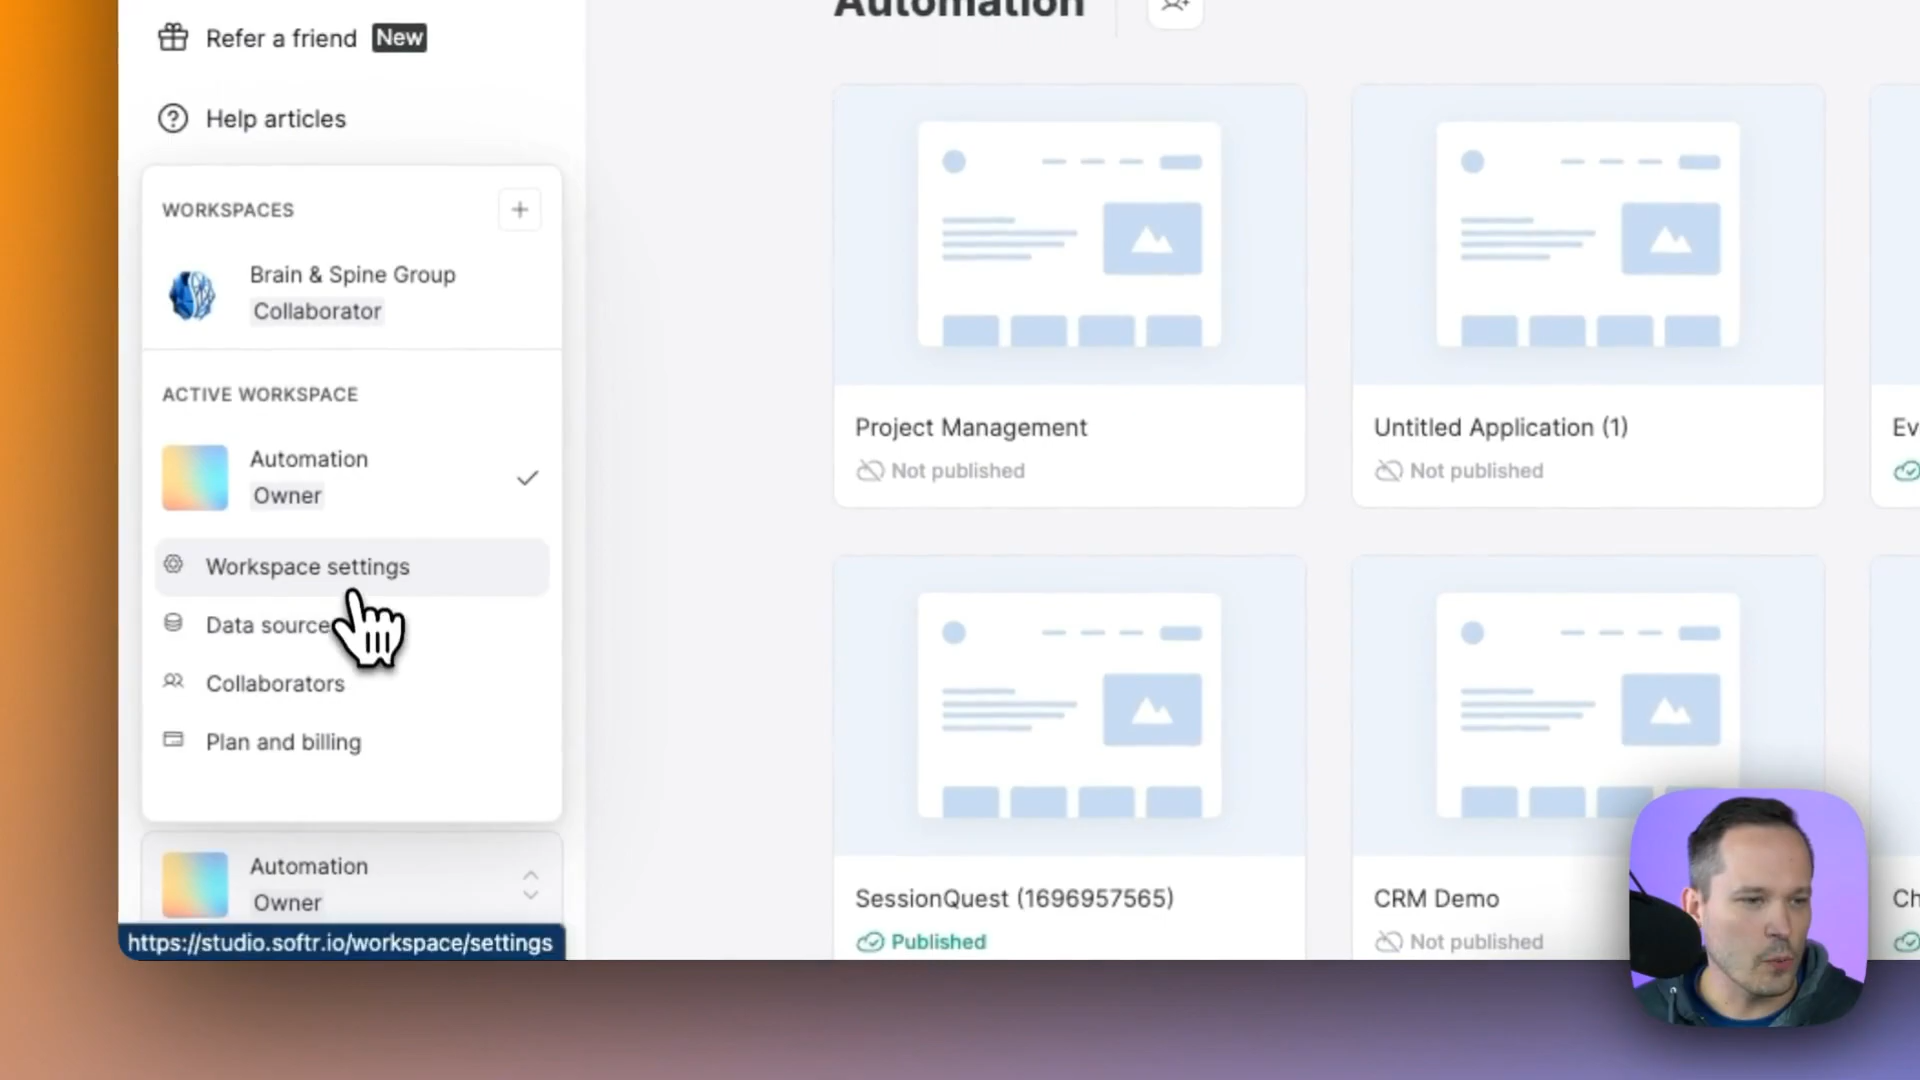 Automation
Refer a friend New
Help articles
WORKSPACES
Brain & Spine Group
Collaborator
ACTIVE WORKSPACE
Automation
Owner
Workspace settings
Data source
Collaborators
Plan and billing
Automation
Owner
https://studio.softr.io/workspace/settings
Project Management
Not published
Untitled Application (1)
Not published
Ev
SessionQuest (1696957565)
Published
CRM Demo
Not published
Ch